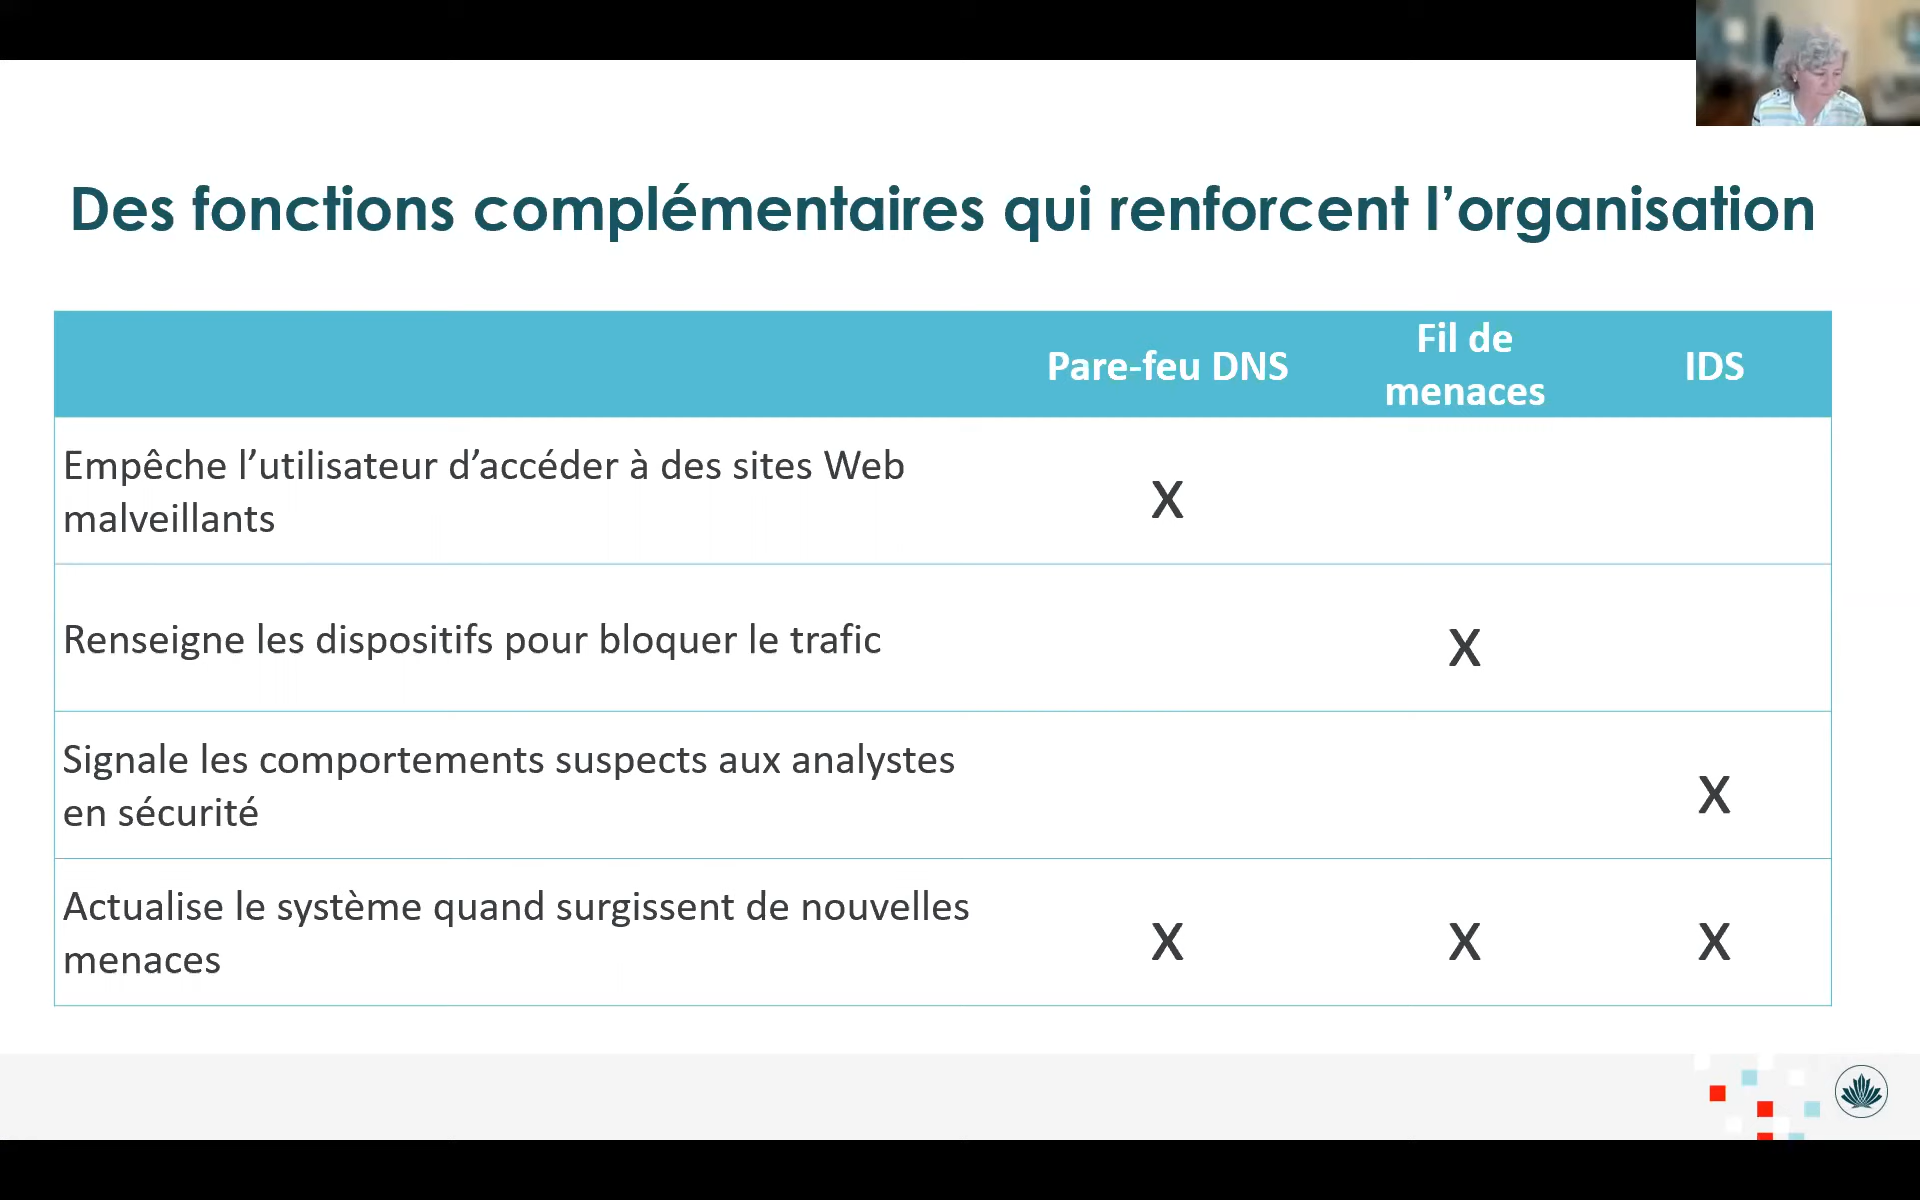 Des fonctions complémentaires qui renforcent l’organisation
Pare-feu DNS
Fil de
menaces
IDS
Empêche l’utilisateur d’accéder à des sites Web
malveillants
X
Renseigne les dispositifs pour bloquer le trafic
X
Signale les comportements suspects aux analystes
en sécurité
X
Actualise le système quand surgissent de nouvelles
menaces
X X X